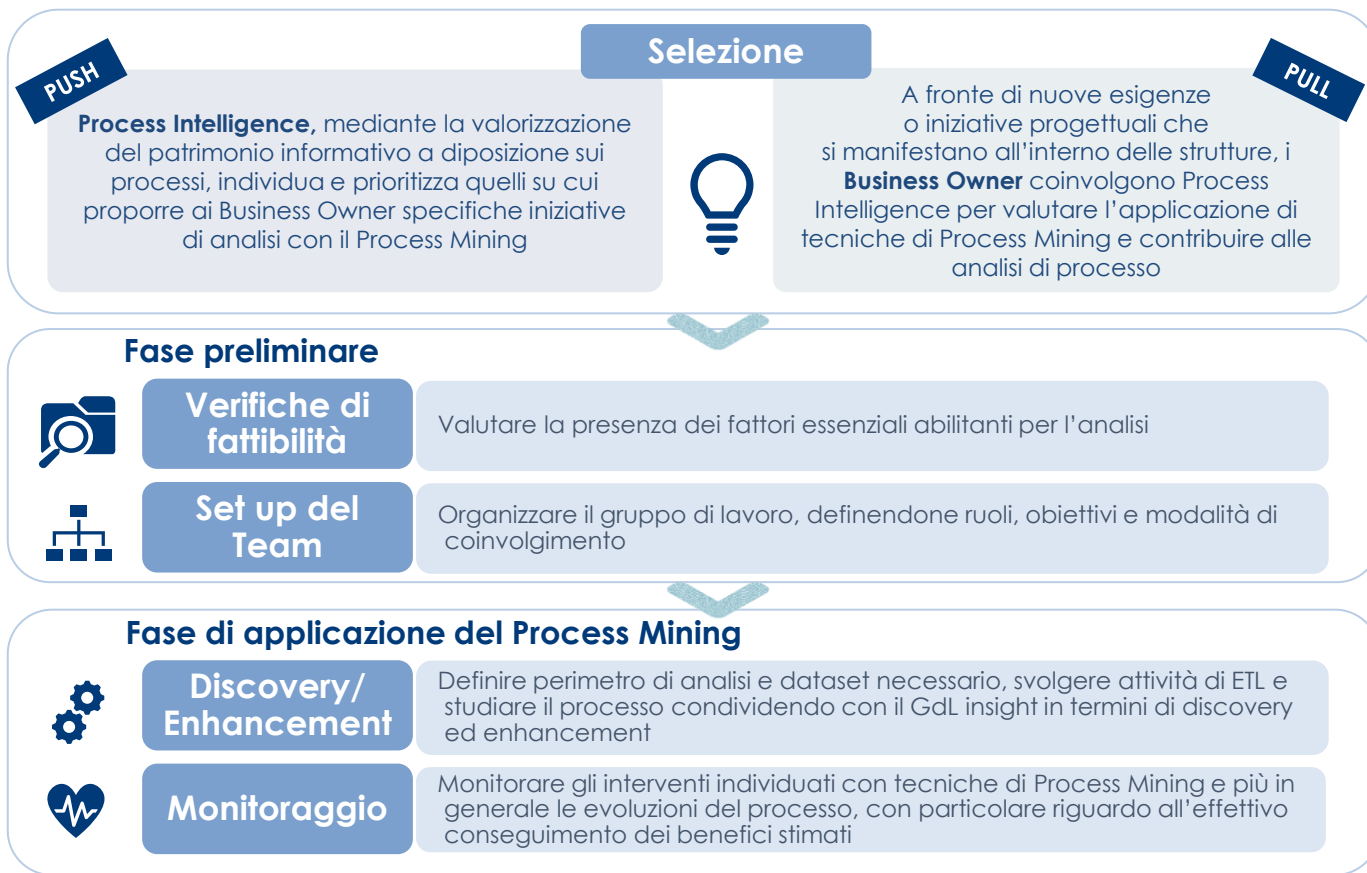 Selezione
PUSH
Process Intelligence, mediante la valorizzazione
del patrimonio informativo a diposizione sui
processi, individua e prioritizza quelli su cui
proporre ai Business Owner specifiche iniziative
di analisi con il Process Mining
PULL
A fronte di nuove esigenze
o iniziative progettuali che
si manifestano all’interno delle strutture, i
Business Owner coinvolgono Process
Intelligence per valutare l’applicazione di
tecniche di Process Mining e contribuire alle
analisi di processo
Fase preliminare
Verifiche di
fattibilità
Valutare la presenza dei fattori essenziali abilitanti per l’analisi
Set up del
Team
Organizzare il gruppo di lavoro, definendone ruoli, obiettivi e modalità di
coinvolgimento
Fase di applicazione del Process Mining
Discovery/
Enhancement
Definire perimetro di analisi e dataset necessario, svolgere attività di ETL e
studiare il processo condividendo con il GdL insight in termini di discovery
ed enhancement
Monitoraggio
Monitorare gli interventi individuati con tecniche di Process Mining e più in
generale le evoluzioni del processo, con particolare riguardo all’effettivo
conseguimento dei benefici stimati